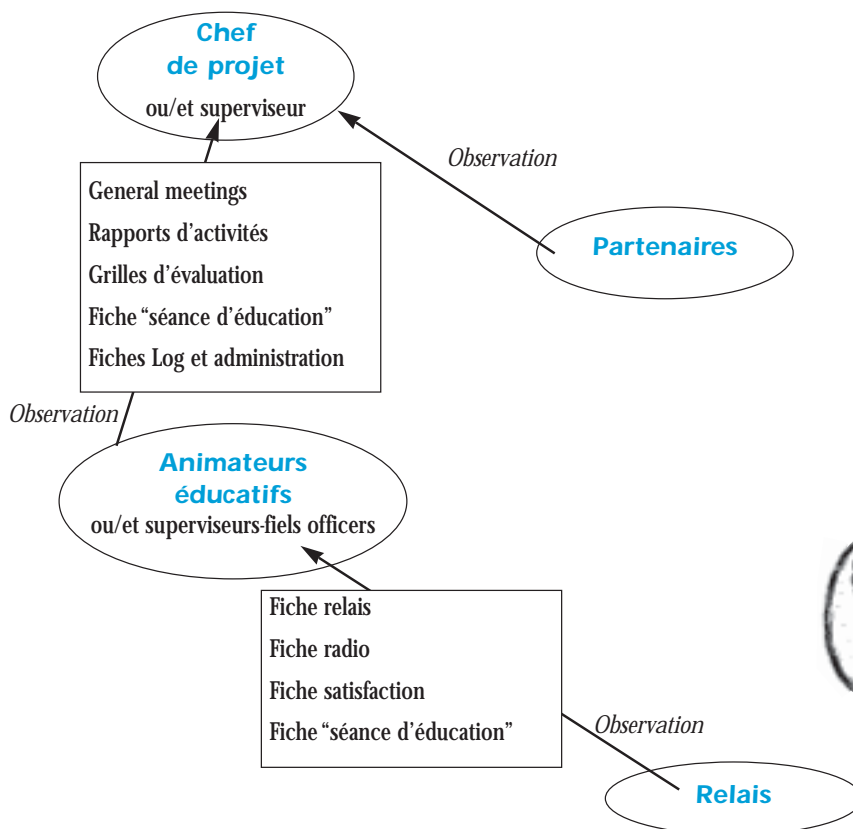 Chef
de projet
ou/et superviseur
Observation
General meetings
Rapports d'activités
Grilles d'évaluation
Fiche “séance d'éducation”
Fiches Log et administration
Partenaires
Observation
Animateurs
éducatifs
ou/et superviseurs-fiels officers
Fiche relais
Fiche radio
Fiche satisfaction
Fiche “séance d'éducation”
Observation
Relais